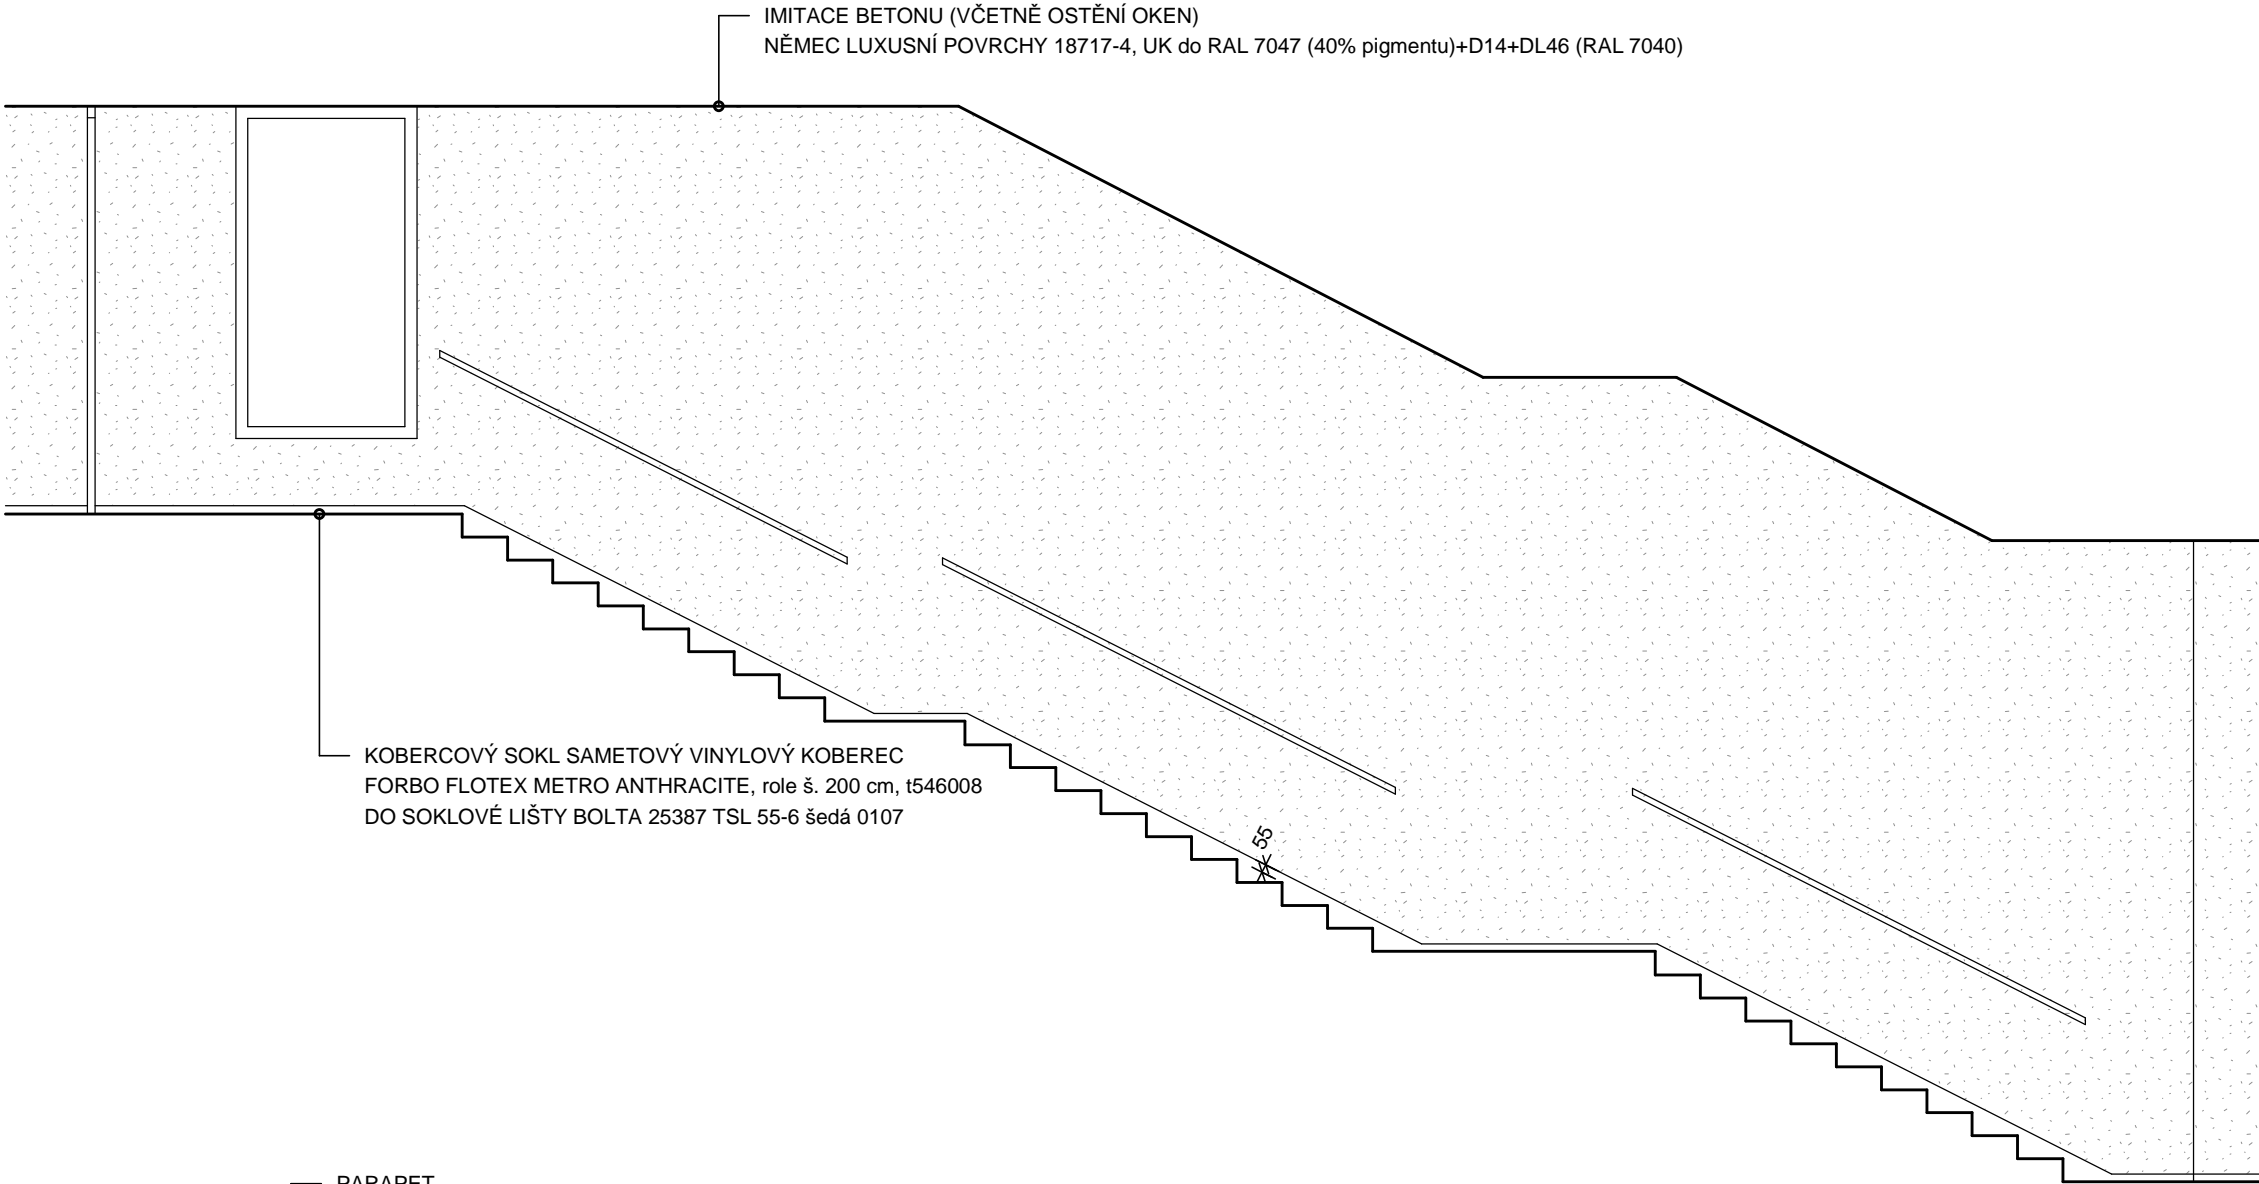 IMITACE BETONU (VČETNĚ OSTĚNÍ OKEN)
NĚMEC LUXUSNÍ POVRCHY 18717-4, UK do RAL 7047 (40% pigmentu)+D14+DL46 (RAL 7040)
KOBERCOVÝ SOKL SAMETOVÝ VINYLOVÝ KOBEREC
FORBO FLOTEX METRO ANTHRACITE, role š. 200 cm, t546008
DO SOKLOVÉ LIŠTY BOLTA 25387 TSL 55-6 šedá 0107
55
PARAPET